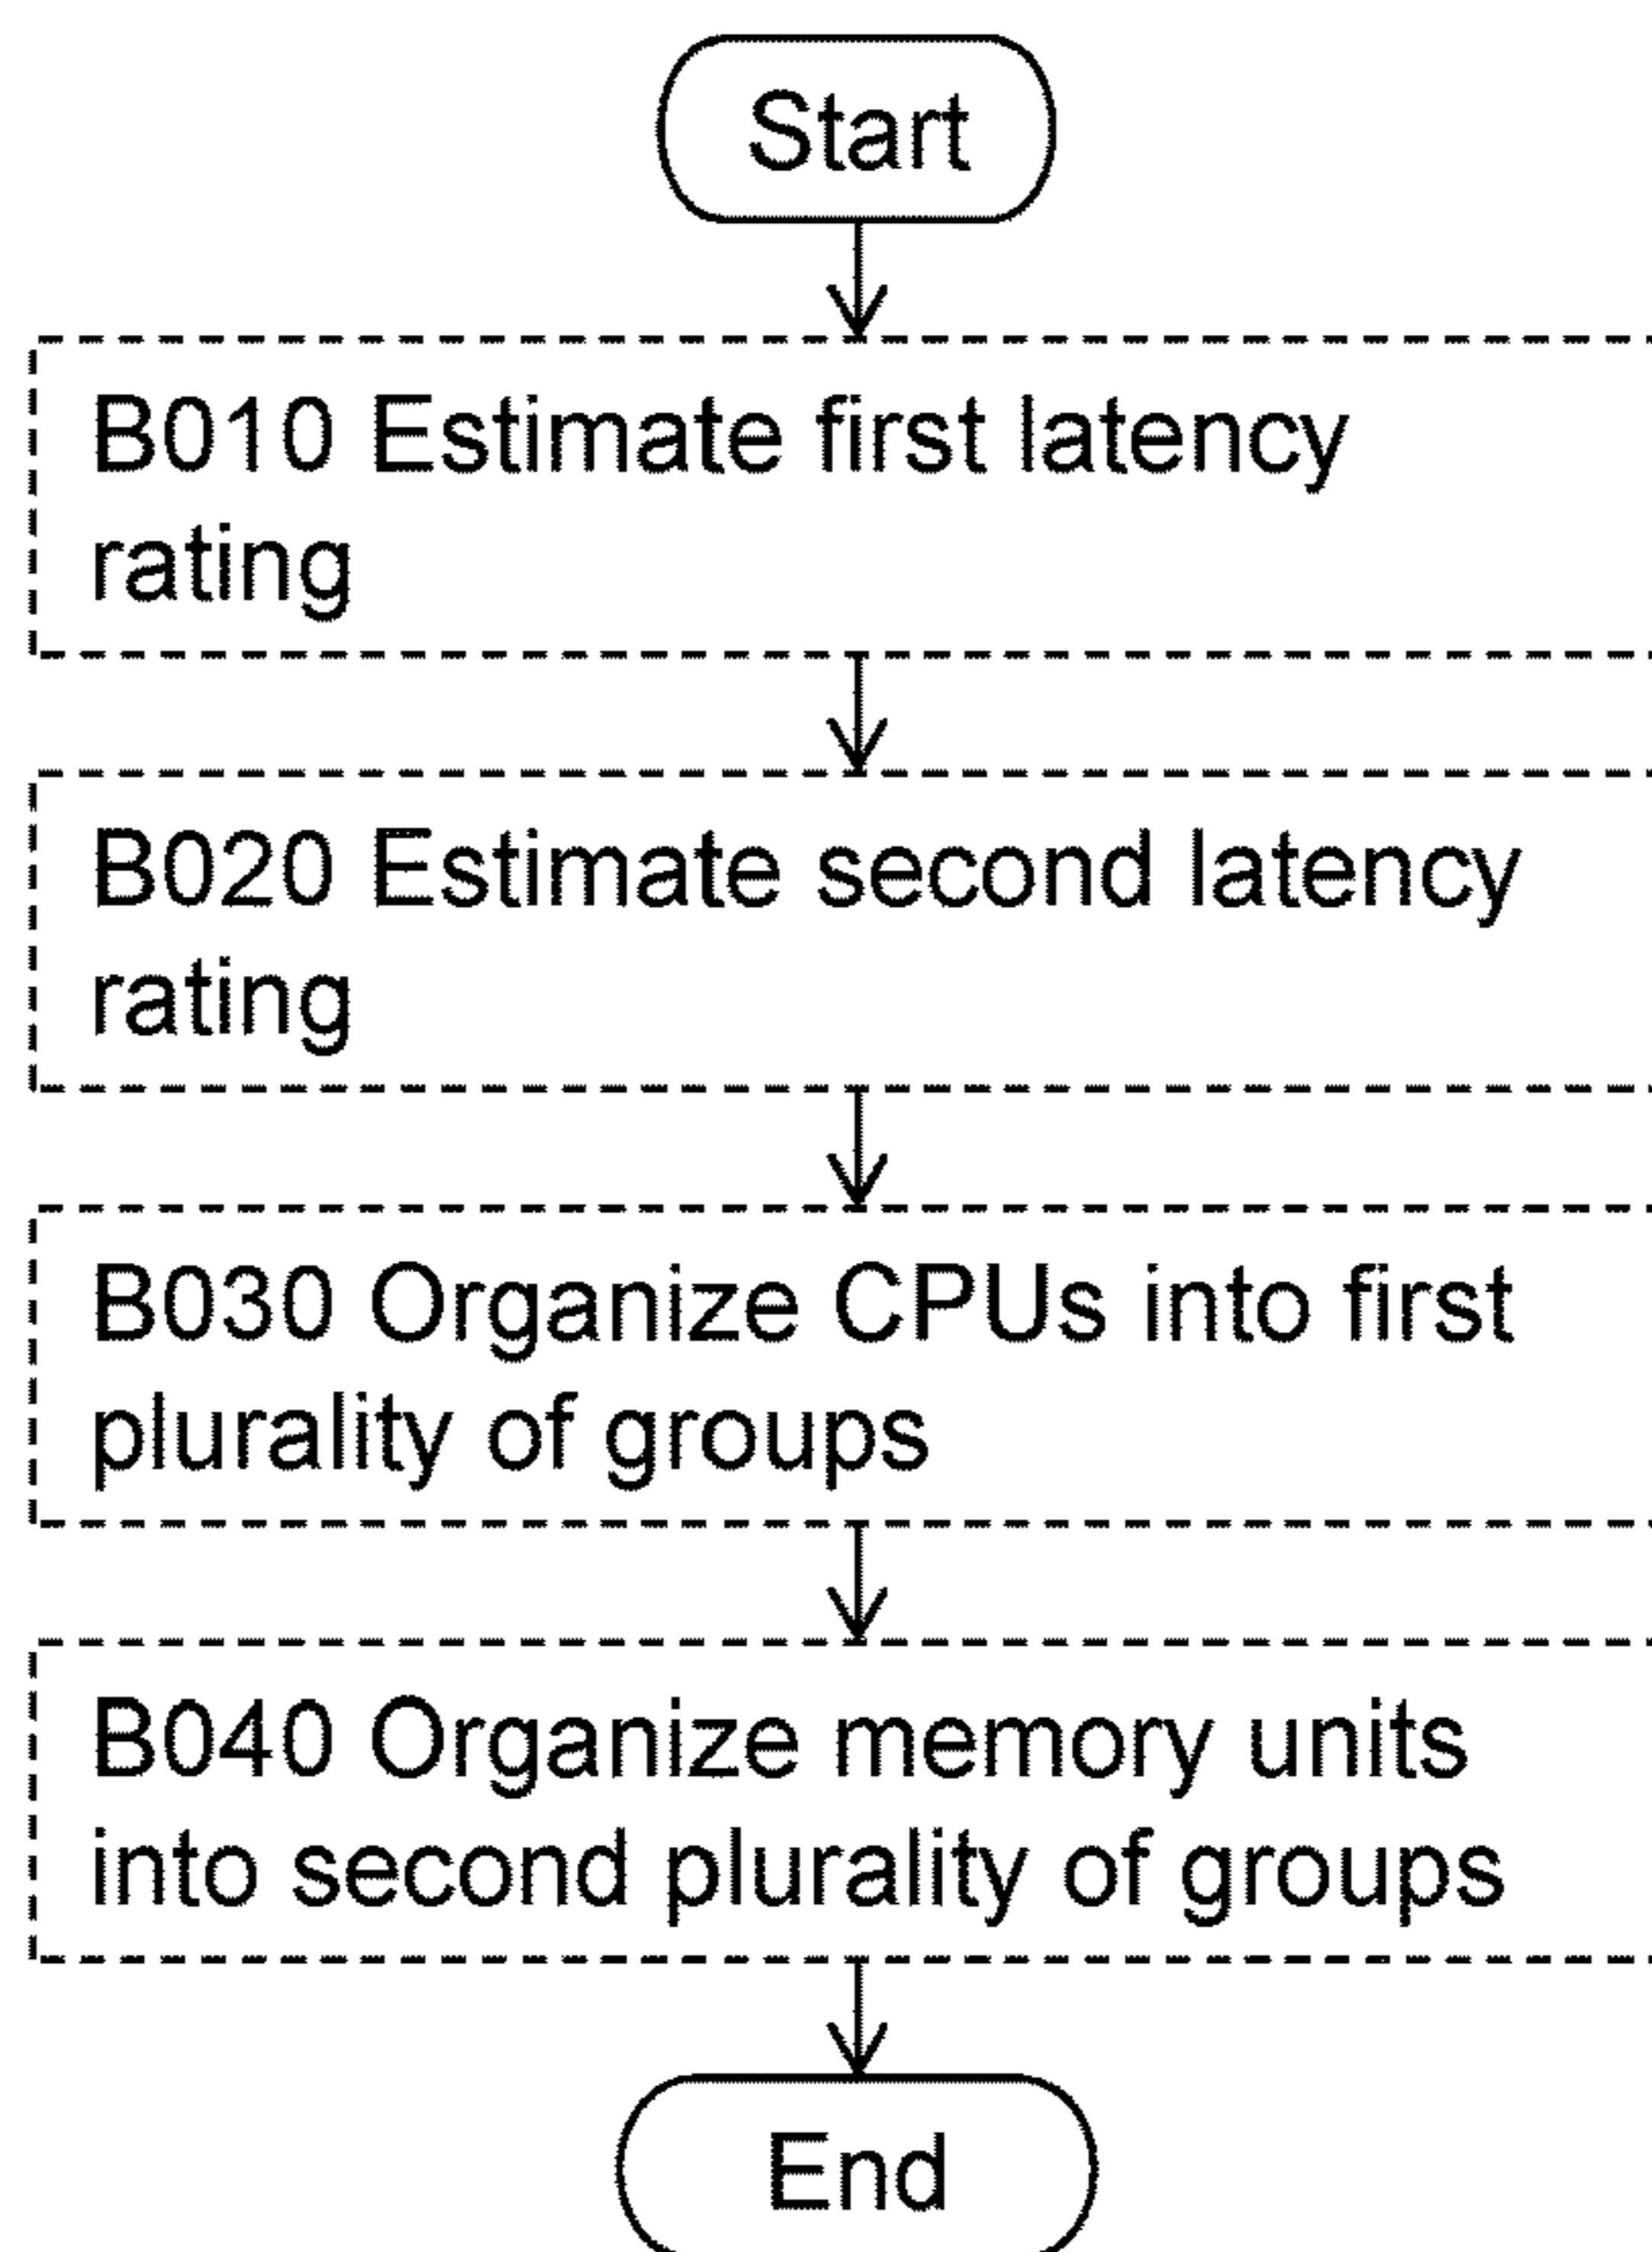 Start
B010 Estimate first latency
rating
B020 Estimate second latency
rating
B030 Organize CPUs into first
plurality of groups
B040 Organize memory units
into second plurality of groups
End